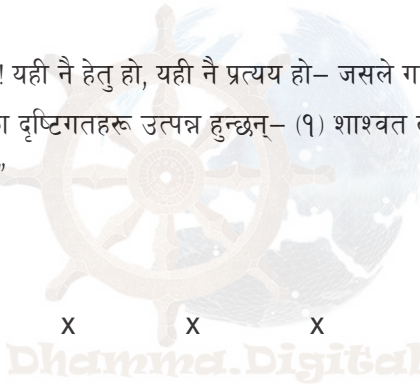 ! यही नै हेतु हो, यही नै प्रत्यय हो– जसले ग
दृष्टिगतहरू उत्पन्न हुन्छन्– (१) शाश्वत
”
x x x
Dhamma.Digital